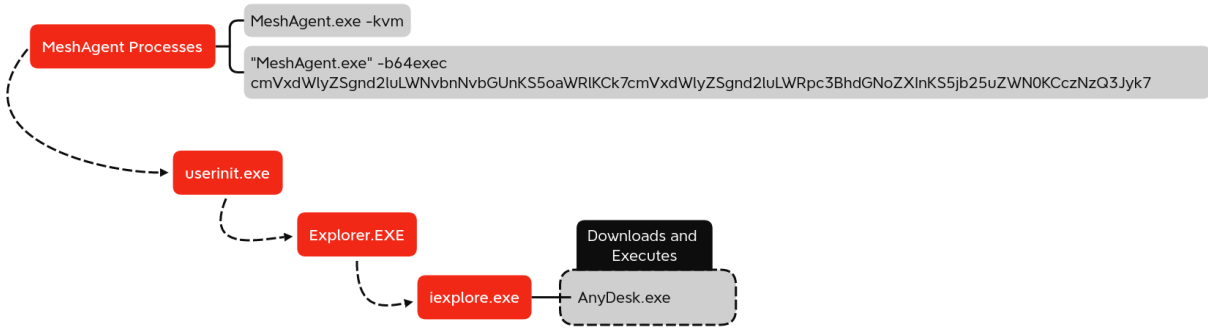 MeshAgent Processes
MeshAgent.exe -kvm
"MeshAgent.exe" -b64exec
cmVxdWlyZSgnd2luLWNvbnNvbGUnKS5oaWRlKCk7cmVxdWlyZSgnd2luLWRpc3BhdGNoZXInKS5jb25uZWN0KCczNzQ3Jyk7
userinit.exe
Explorer.EXE
iexplore.exe
Downloads and
Executes
AnyDesk.exe